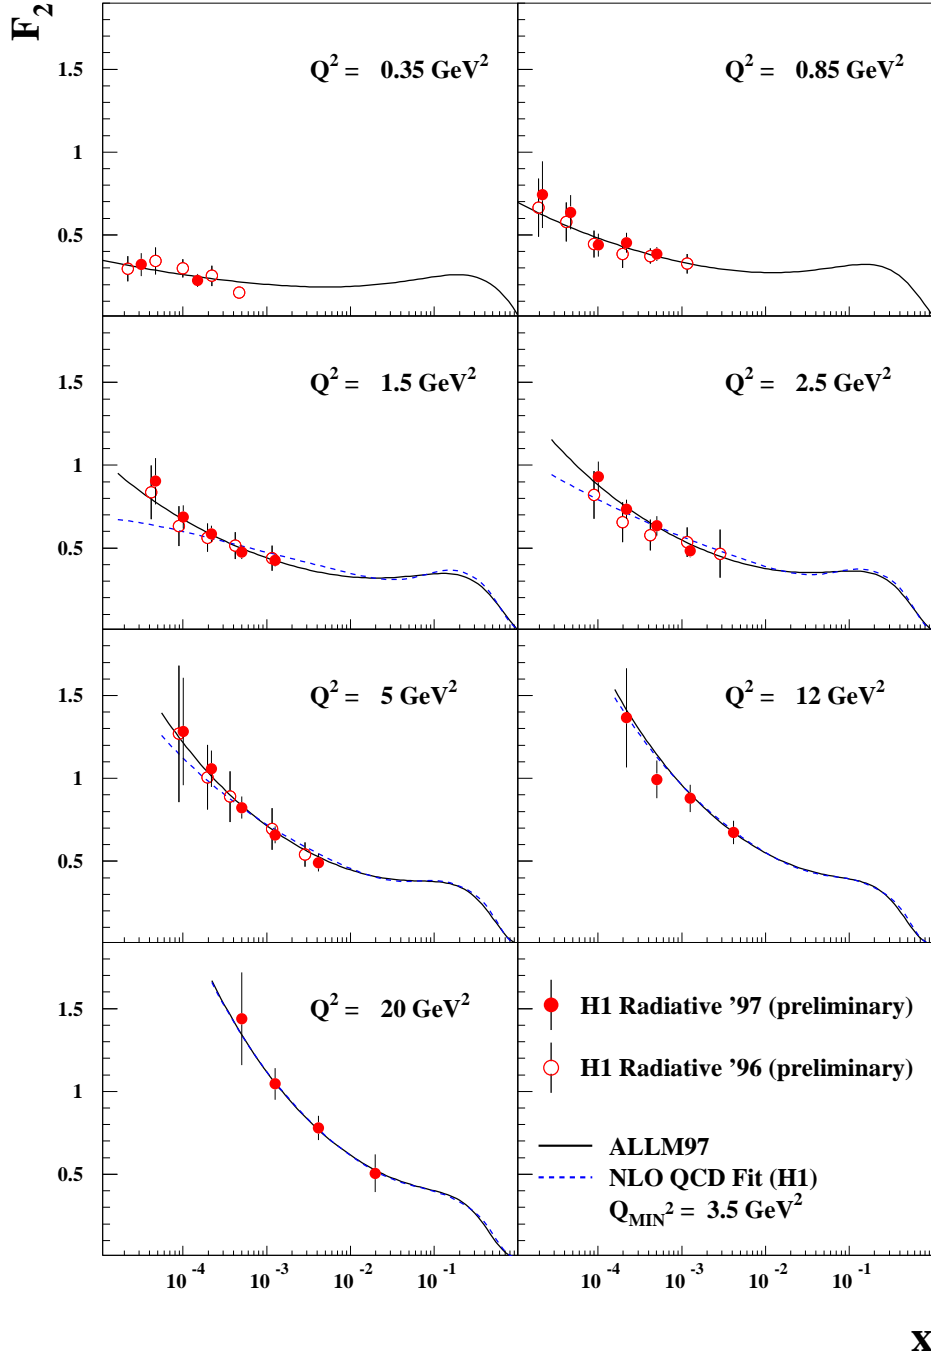 F2
Q² = 0.35 GeV²
Q² = 0.85 GeV²
1.5
1
0.5
Q² = 1.5 GeV²
Q² = 2.5 GeV²
1.5
1
0.5
Q² = 5 GeV²
Q² = 12 GeV²
1.5
1
0.5
Q² = 20 GeV²
1.5
1
0.5
H1 Radiative ’97 (preliminary)
H1 Radiative ’96 (preliminary)
ALLM97
NLO QCD Fit (H1)
Q_MIN² = 3.5 GeV²
10⁻⁴ 10⁻³ 10⁻² 10⁻¹ 10⁻⁴ 10⁻³ 10⁻² 10⁻¹
x